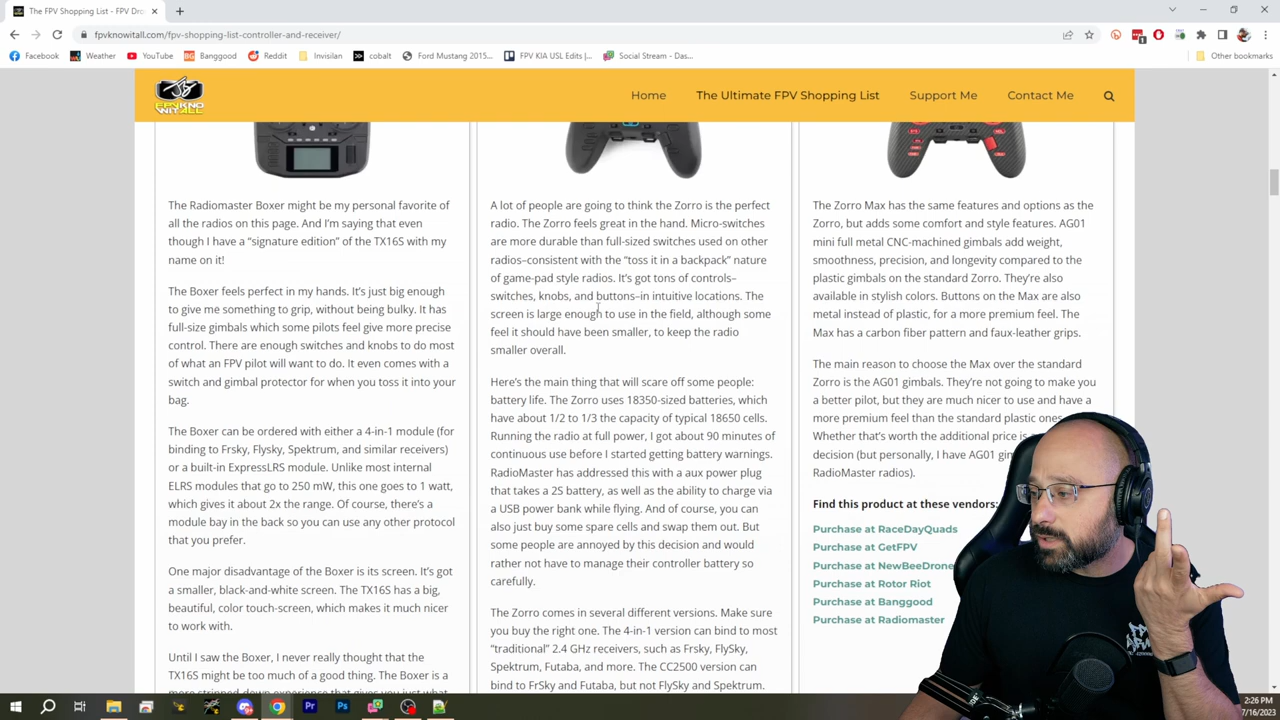 The FPV Shopping List - FPV Dro
fpvknowitall.com/fpv-shopping-list-controller-and-receiver/
Facebook
Weather
YouTube
Banggood
Reddit
Invisilan
cobalt
Ford Mustang 2015...
FPV KIA USL Edits |...
Social Stream - Das...
Other bookmarks
FPV KNO
WIT ALL
Home
The Ultimate FPV Shopping List
Support Me
Contact Me
The Radiomaster Boxer might be my personal favorite of
all the radios on this page. And I'm saying that even
though I have a “signature edition” of the TX16S with my
name on it!
The Boxer feels perfect in my hands. It's just big enough
to give me something to grip, without being bulky. It has
full-size gimbals which some pilots feel give more precise
control. There are enough switches and knobs to do most
of what an FPV pilot will want to do. It even comes with a
switch and gimbal protector for when you toss it into your
bag.
The Boxer can be ordered with either a 4-in-1 module (for
binding to Frsky, Flysky, Spektrum, and similar receivers)
or a built-in ExpressLRS module. Unlike most internal
ELRS modules that go to 250 mW, this one goes to 1 watt,
which gives it about 2x the range. Of course, there's a
module bay in the back so you can use any other protocol
that you prefer.
One major disadvantage of the Boxer is its screen. It's got
a smaller, black-and-white screen. The TX16S has a big,
beautiful, color touch-screen, which makes it much nicer
to work with.
Until I saw the Boxer, I never really thought that the
TX16S might be too much of a good thing. The Boxer is a
more stripped-down experience that gives you just what
A lot of people are going to think the Zorro is the perfect
radio. The Zorro feels great in the hand. Micro-switches
are more durable than full-sized switches used on other
radios–consistent with the “toss it in a backpack” nature
of game-pad style radios. It's got tons of controls–
switches, knobs, and buttons–in intuitive locations. The
screen is large enough to use in the field, although some
feel it should have been smaller, to keep the radio
smaller overall.
Here's the main thing that will scare off some people:
battery life. The Zorro uses 18350-sized batteries, which
have about 1/2 to 1/3 the capacity of typical 18650 cells.
Running the radio at full power, I got about 90 minutes of
continuous use before I started getting battery warnings.
RadioMaster has addressed this with a aux power plug
that takes a 2S battery, as well as the ability to charge via
a USB power bank while flying. And of course, you can
also just buy some spare cells and swap them out. But
some people are annoyed by this decision and would
rather not have to manage their controller battery so
carefully.
The Zorro comes in several different versions. Make sure
you buy the right one. The 4-in-1 version can bind to most
“traditional” 2.4 GHz receivers, such as Frsky, FlySky,
Spektrum, Futaba, and more. The CC2500 version can
bind to FrSky and Futaba, but not FlySky and Spektrum.
The Zorro Max has the same features and options as the
Zorro, but adds some comfort and style features. AG01
mini full metal CNC-machined gimbals add weight,
smoothness, precision, and longevity compared to the
plastic gimbals on the standard Zorro. They're also
available in stylish colors. Buttons on the Max are also
metal instead of plastic, for a more premium feel. The
Max has a carbon fiber pattern and faux-leather grips.
The main reason to choose the Max over the standard
Zorro is the AG01 gimbals. They're not going to make you
a better pilot, but they are much nicer to use and have a
more premium feel than the standard plastic ones
Whether that's worth the additional price is
decision (but personally, I have AG01 gim
RadioMaster radios).
Find this product at these vendors:
Purchase at RaceDayQuads
Purchase at GetFPV
Purchase at NewBeeDrone
Purchase at Rotor Riot
Purchase at Banggood
Purchase at Radiomaster
2:26 PM
7/16/2023